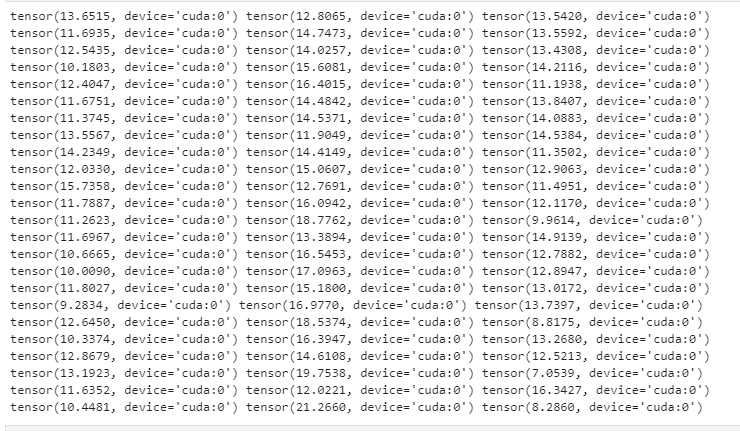 tensor(13.6515, device='cuda:0') tensor(12.8065, device='cuda:0') tensor(13.5420, device='cuda:0')
tensor(11.6935, device='cuda:0') tensor(14.7473, device='cuda:0') tensor(13.5592, device='cuda:0')
tensor(12.5435, device='cuda:0') tensor(14.0257, device='cuda:0') tensor(13.4308, device='cuda:0')
tensor(10.1803, device='cuda:0') tensor(15.6081, device='cuda:0') tensor(14.2116, device='cuda:0')
tensor(12.4047, device='cuda:0') tensor(16.4015, device='cuda:0') tensor(11.1938, device='cuda:0')
tensor(11.6751, device='cuda:0') tensor(14.4842, device='cuda:0') tensor(13.8407, device='cuda:0')
tensor(11.3745, device='cuda:0') tensor(14.5371, device='cuda:0') tensor(14.0883, device='cuda:0')
tensor(13.5567, device='cuda:0') tensor(11.9049, device='cuda:0') tensor(14.5384, device='cuda:0')
tensor(14.2349, device='cuda:0') tensor(14.4149, device='cuda:0') tensor(11.3502, device='cuda:0')
tensor(12.0330, device='cuda:0') tensor(15.0607, device='cuda:0') tensor(12.9063, device='cuda:0')
tensor(15.7358, device='cuda:0') tensor(12.7691, device='cuda:0') tensor(11.4951, device='cuda:0')
tensor(11.7887, device='cuda:0') tensor(16.0942, device='cuda:0') tensor(12.1170, device='cuda:0')
tensor(11.2623, device='cuda:0') tensor(18.7762, device='cuda:0') tensor(9.9614, device='cuda:0')
tensor(11.6967, device='cuda:0') tensor(13.3894, device='cuda:0') tensor(14.9139, device='cuda:0')
tensor(10.6665, device='cuda:0') tensor(16.5453, device='cuda:0') tensor(12.7882, device='cuda:0')
tensor(10.0090, device='cuda:0') tensor(17.0963, device='cuda:0') tensor(12.8947, device='cuda:0')
tensor(11.8027, device='cuda:0') tensor(15.1800, device='cuda:0') tensor(13.0172, device='cuda:0')
tensor(9.2834, device='cuda:0') tensor(16.9770, device='cuda:0') tensor(13.7397, device='cuda:0')
tensor(12.6450, device='cuda:0') tensor(18.5374, device='cuda:0') tensor(8.8175, device='cuda:0')
tensor(10.3374, device='cuda:0') tensor(16.3947, device='cuda:0') tensor(13.2680, device='cuda:0')
tensor(12.8679, device='cuda:0') tensor(14.6108, device='cuda:0') tensor(12.5213, device='cuda:0')
tensor(13.1923, device='cuda:0') tensor(19.7538, device='cuda:0') tensor(7.0539, device='cuda:0')
tensor(11.6352, device='cuda:0') tensor(12.0221, device='cuda:0') tensor(16.3427, device='cuda:0')
tensor(10.4481, device='cuda:0') tensor(21.2660, device='cuda:0') tensor(8.2860, device='cuda:0')